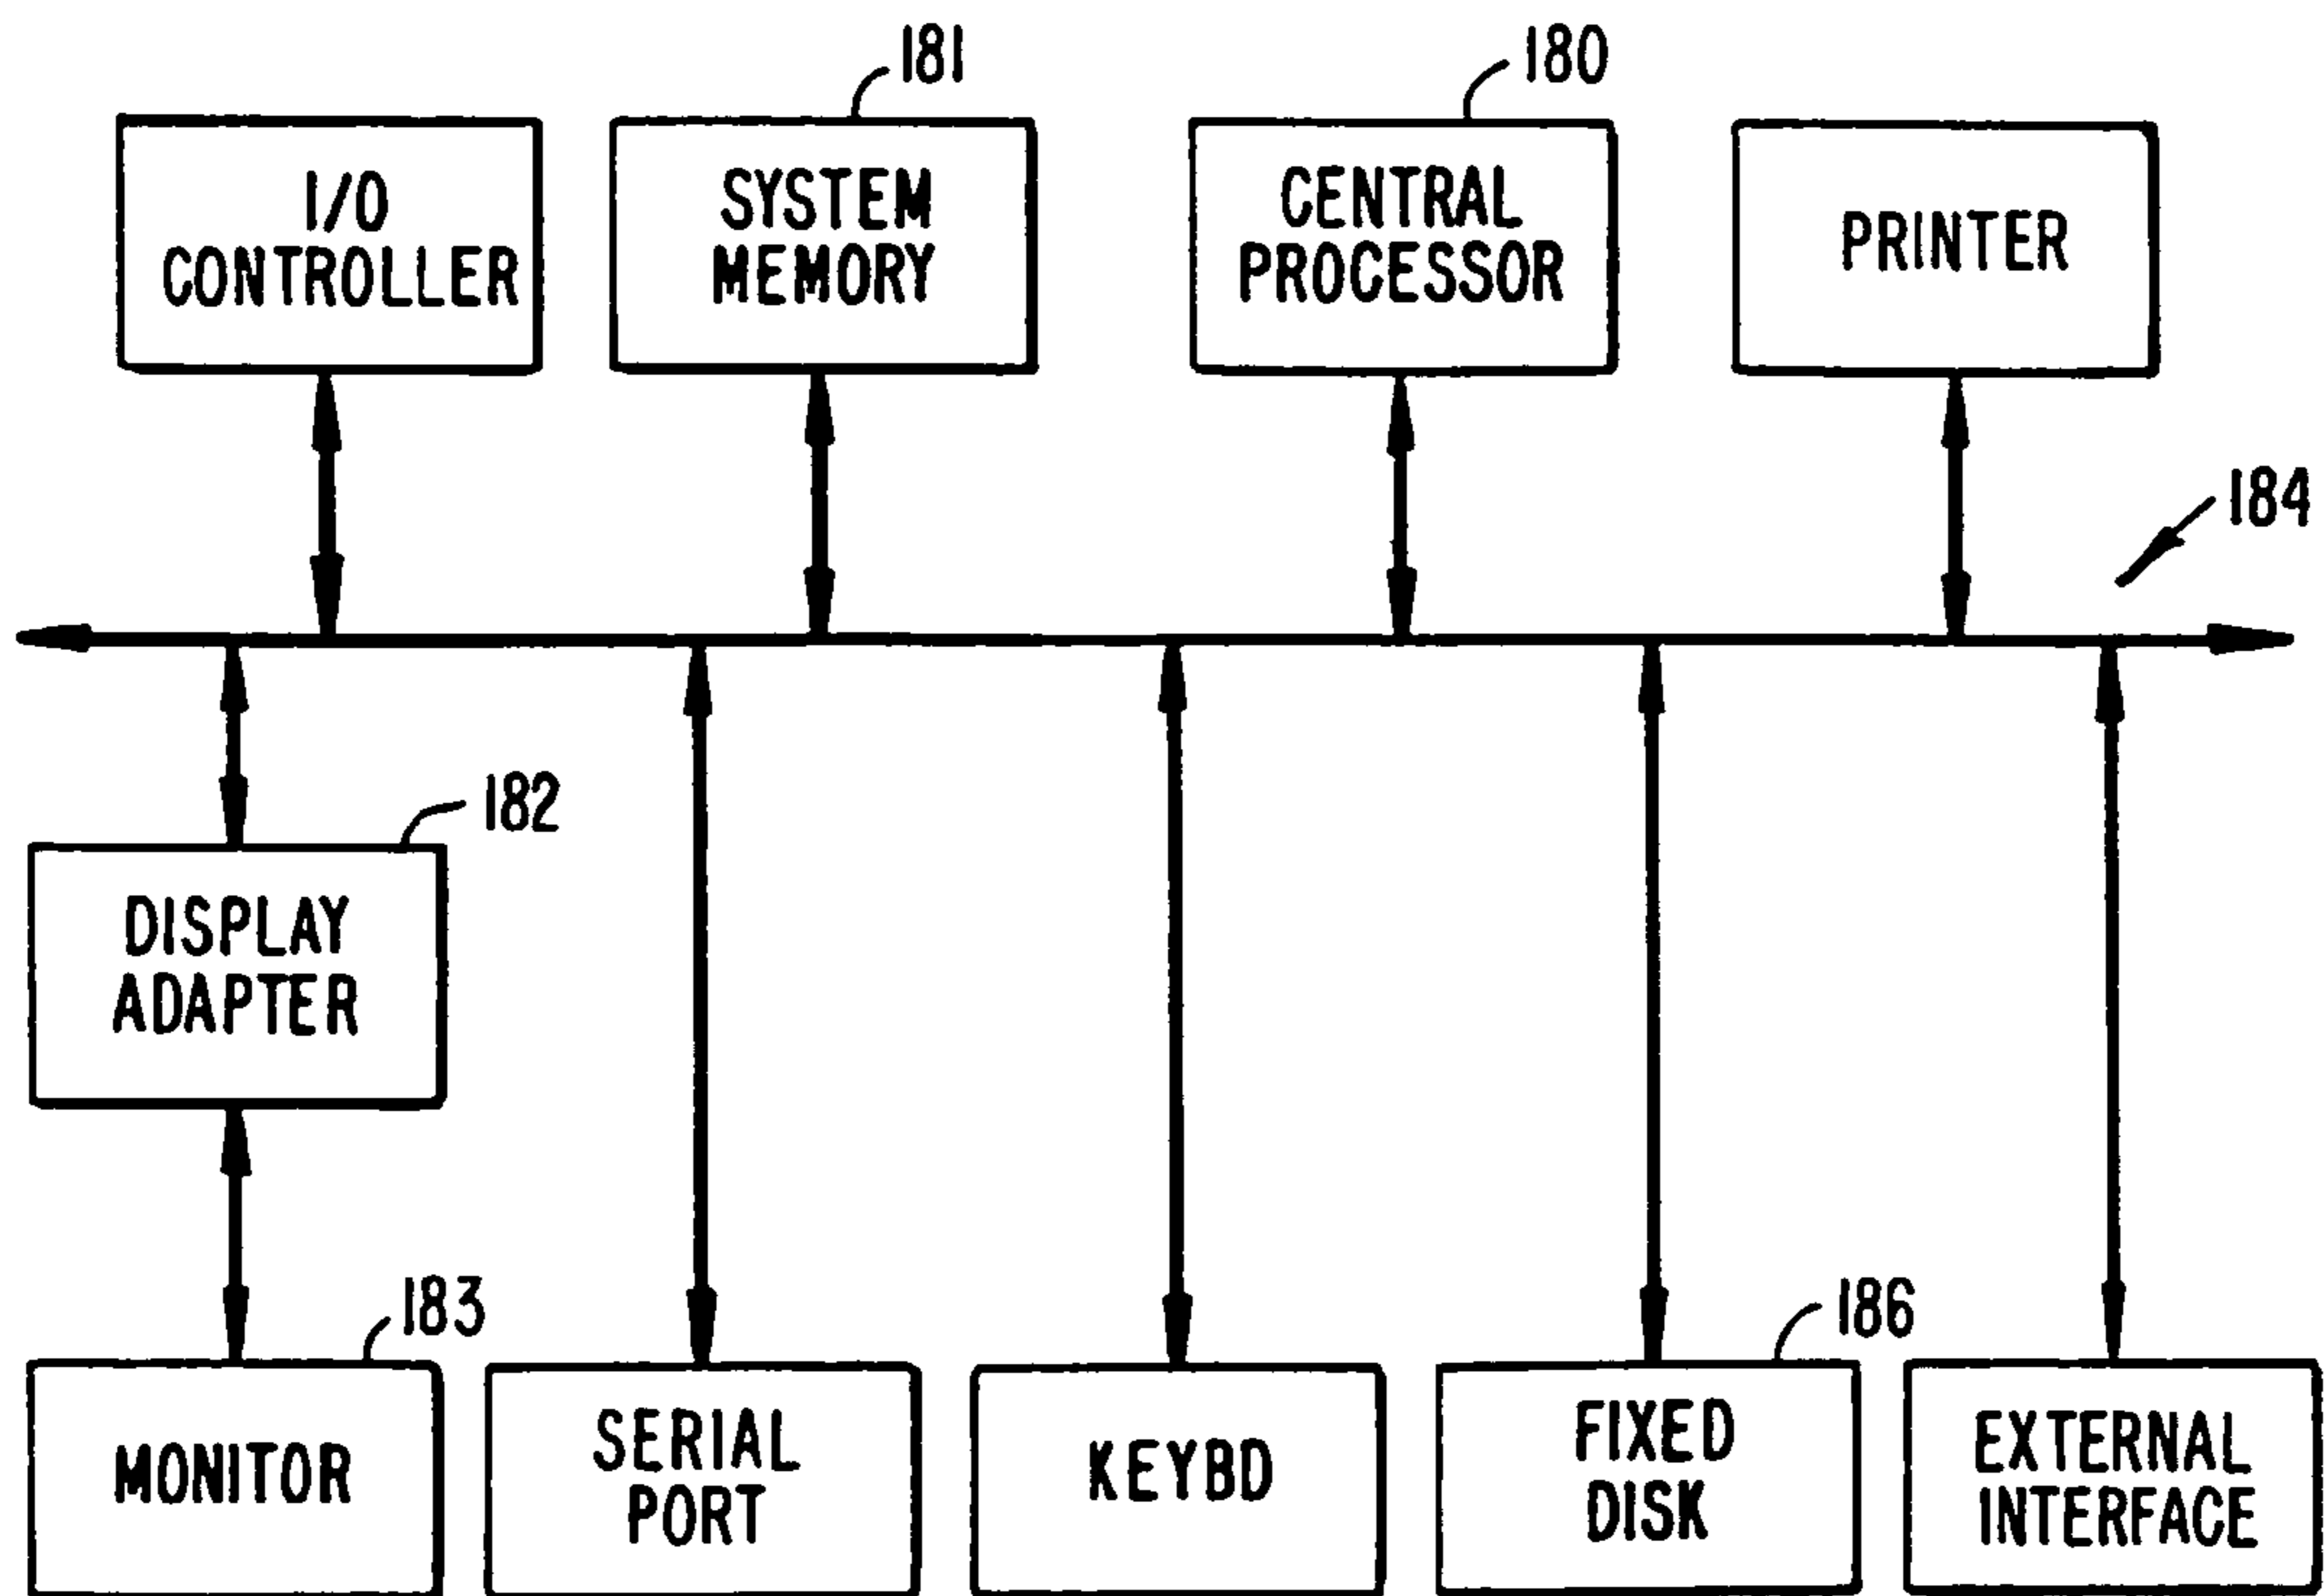 181
180
I/O
CONTROLLER
SYSTEM
MEMORY
CENTRAL
PROCESSOR
PRINTER
184
182
DISPLAY
ADAPTER
183
186
MONITOR
SERIAL
PORT
KEYBD
FIXED
DISK
EXTERNAL
INTERFACE